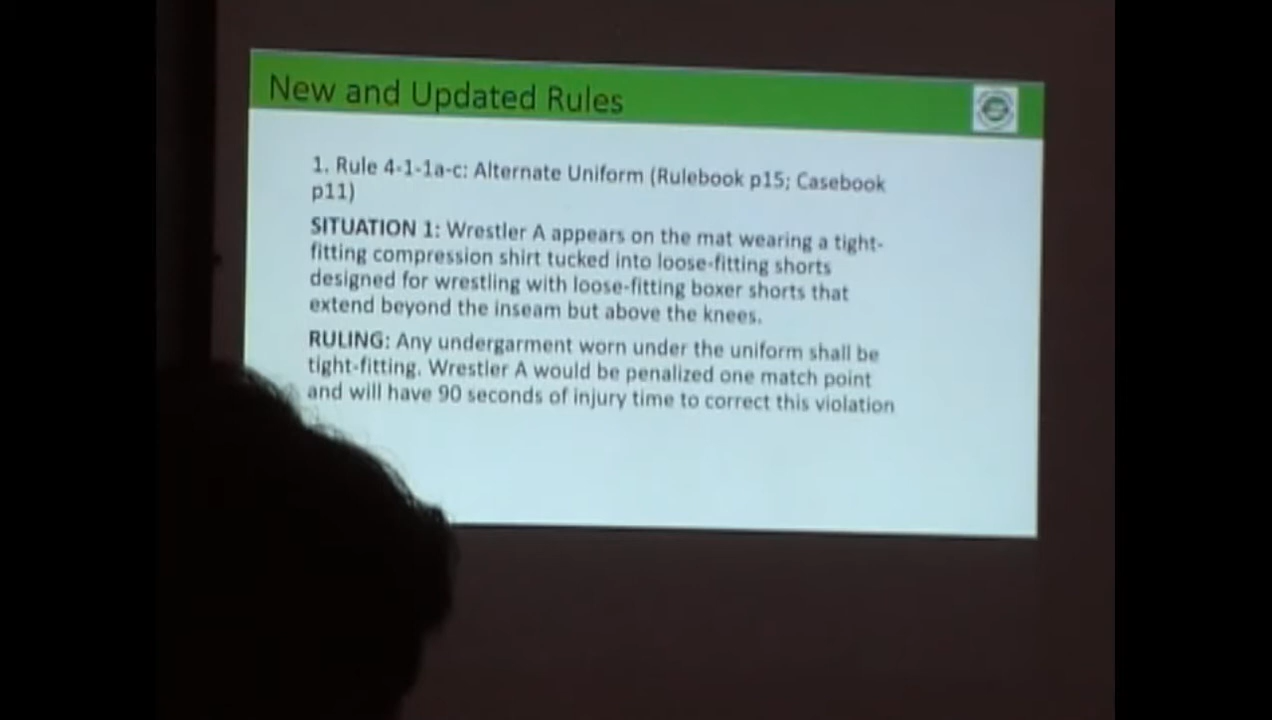 New and Updated Rules
1. Rule 4-1-1a-c: Alternate Uniform (Rulebook p15; Casebook
p11)
SITUATION 1: Wrestler A appears on the mat wearing a tight-
fitting compression shirt tucked into loose-fitting shorts
designed for wrestling with loose-fitting boxer shorts that
extend beyond the inseam but above the knees.
RULING: Any undergarment worn under the uniform shall be
tight-fitting. Wrestler A would be penalized one match point
and will have 90 seconds of injury time to correct this violation